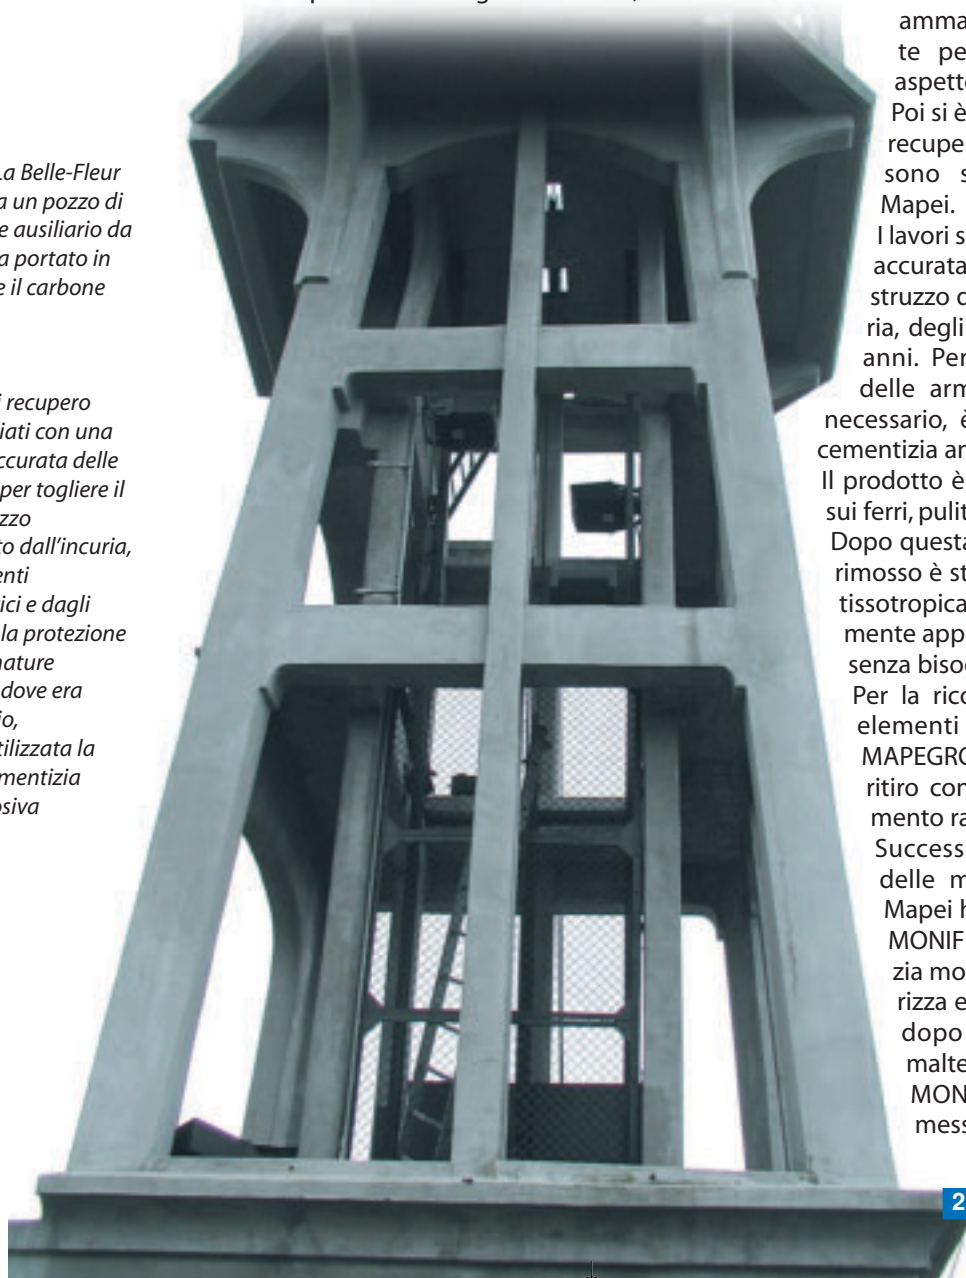 La Belle-Fleur
a un pozzo di
e ausiliario da
a portato in
e il carbone
i recupero
iati con una
ccurata delle
per togliere il
zzo
to dall'incuria,
enti
ici e dagli
la protezione
nature
dove era
io,
tilizzata la
mentizia
osiva
amma
te pe
aspett
Poi si è
recupe
sono s
Mapei.
I lavori s
accurata
struzzo
ria, degli
anni. Per
delle arm
necessario, è
cementizia an
Il prodotto è
sui ferri, pulit
Dopo questa
rimosso è st
tissotropica
mente app
senza biso
Per la rico
elementi
MAPEGRO
ritiro con
mento ra
Success
delle m
Mapei h
MONIF
zia mo
rizza e
dopo
malte
MON
mess
2